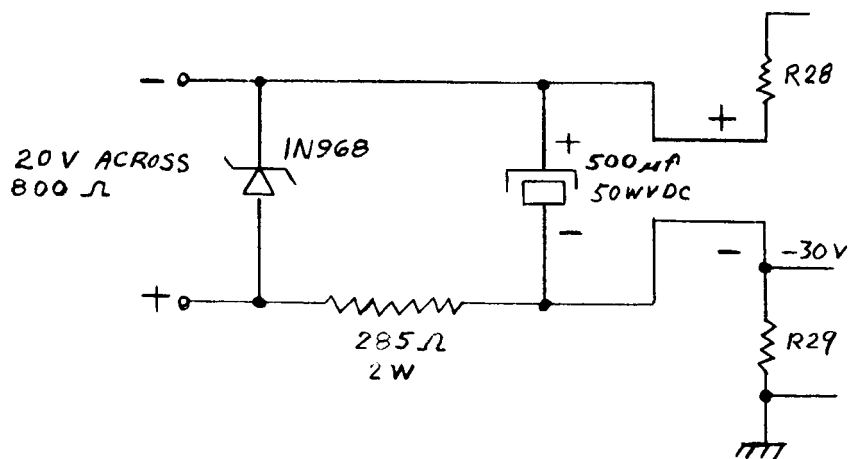 R28
−
+
20V ACROSS
800 Ω
1N968
+
500μf
50WVDC
−
−
-30V
+
285Ω
2W
R29